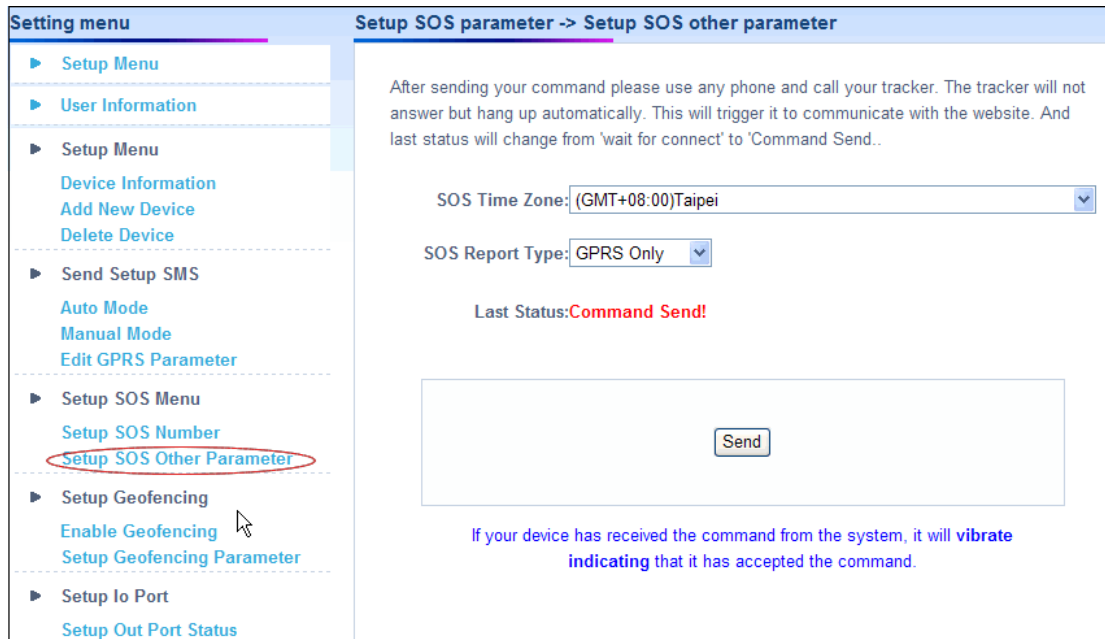 Setting menu
Setup Menu
User Information
Setup Menu
Device Information
Add New Device
Delete Device
Send Setup SMS
Auto Mode
Manual Mode
Edit GPRS Parameter
Setup SOS Menu
Setup SOS Number
Setup SOS Other Parameter
Setup Geofencing
Enable Geofencing
Setup Geofencing Parameter
Setup Io Port
Setup Out Port Status
Setup SOS parameter -> Setup SOS other parameter
After sending your command please use any phone and call your tracker. The tracker will not
answer but hang up automatically. This will trigger it to communicate with the website. And
last status will change from 'wait for connect' to 'Command Send..
SOS Time Zone: (GMT+08:00)Taipei
SOS Report Type: GPRS Only
Last Status:Command Send!
Send
If your device has received the command from the system, it will vibrate
indicating that it has accepted the command.